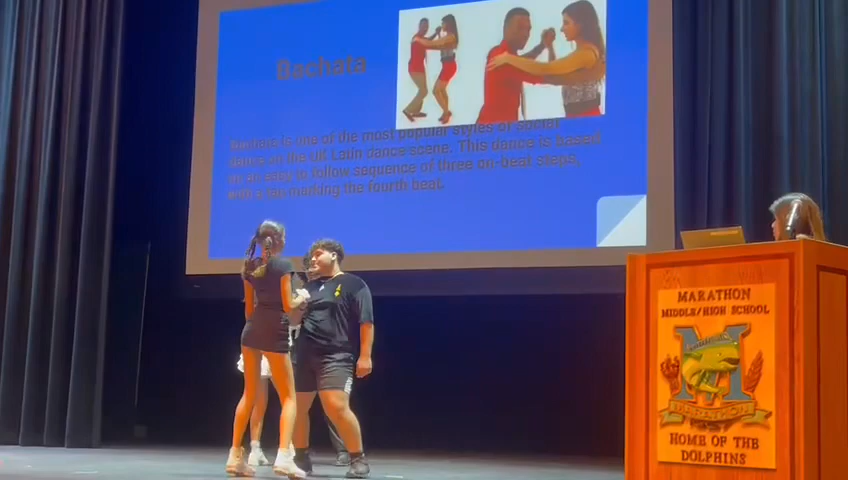 Bachata
Bachata is one of the most popular styles of social
dance on the UK Latin dance scene. This dance is based
on an easy to follow sequence of three on-beat steps,
with a tap marking the fourth beat.
MARATHON
MIDDLE/HIGH SCHOOL
M
MARATHON
HOME OF THE
DOLPHINS